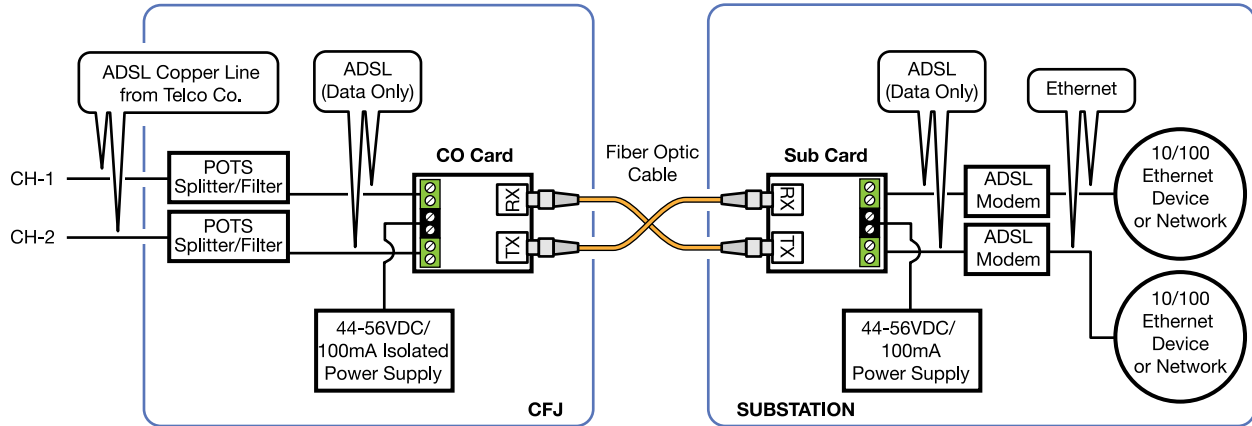 ADSL Copper Line
from Telco Co.
ADSL
(Data Only)
CH-1
CH-2
POTS
Splitter/Filter
POTS
Splitter/Filter
CO Card
RX
TX
44-56VDC/
100mA Isolated
Power Supply
CFJ
Fiber Optic
Cable
Sub Card
RX
TX
44-56VDC/
100mA
Power Supply
ADSL
(Data Only)
Ethernet
ADSL
Modem
ADSL
Modem
10/100
Ethernet
Device
or Network
10/100
Ethernet
Device
or Network
SUBSTATION